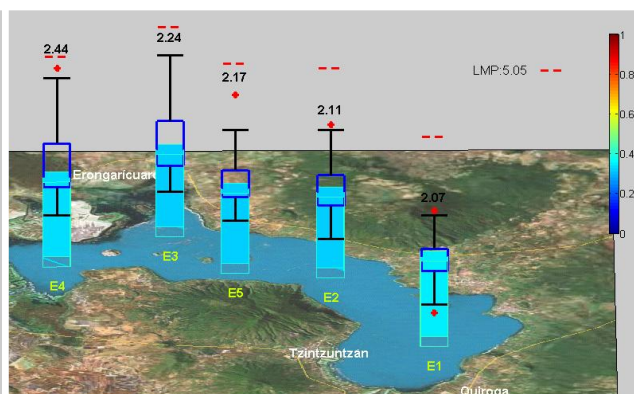 2.44
2.24
2.17
2.11
2.07
LMP:5.05
1
0.8
0.6
0.4
0.2
0
Erongarícuar
E3
E4
E5
E2
E1
Tzintzuntzan
Quiroga